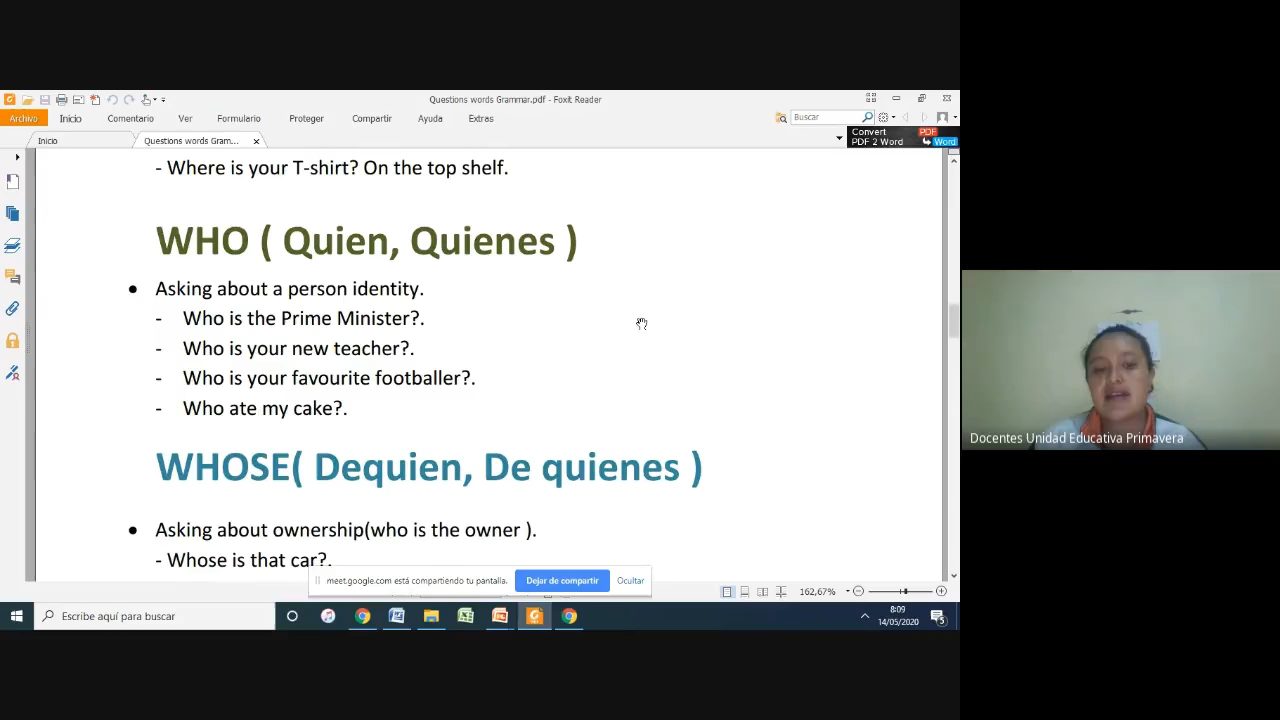 Questions words Grammar.pdf - Foxit Reader
Archivo Inicio Comentario Ver Formulario Proteger Compartir Ayuda Extras Buscar
Inicio Questions words Gram... Convert PDF
PDF 2 Word Word
- Where is your T-shirt? On the top shelf.
WHO ( Quien, Quienes )
• Asking about a person identity.
- Who is the Prime Minister?.
- Who is your new teacher?.
- Who is your favourite footballer?.
- Who ate my cake?.
WHOSE( Dequien, De quienes )
• Asking about ownership(who is the owner ).
- Whose is that car?.
meet.google.com está compartiendo tu pantalla. Dejar de compartir Ocultar
162,67%
Escribe aquí para buscar
8:09
14/05/2020
5
Docentes Unidad Educativa Primavera